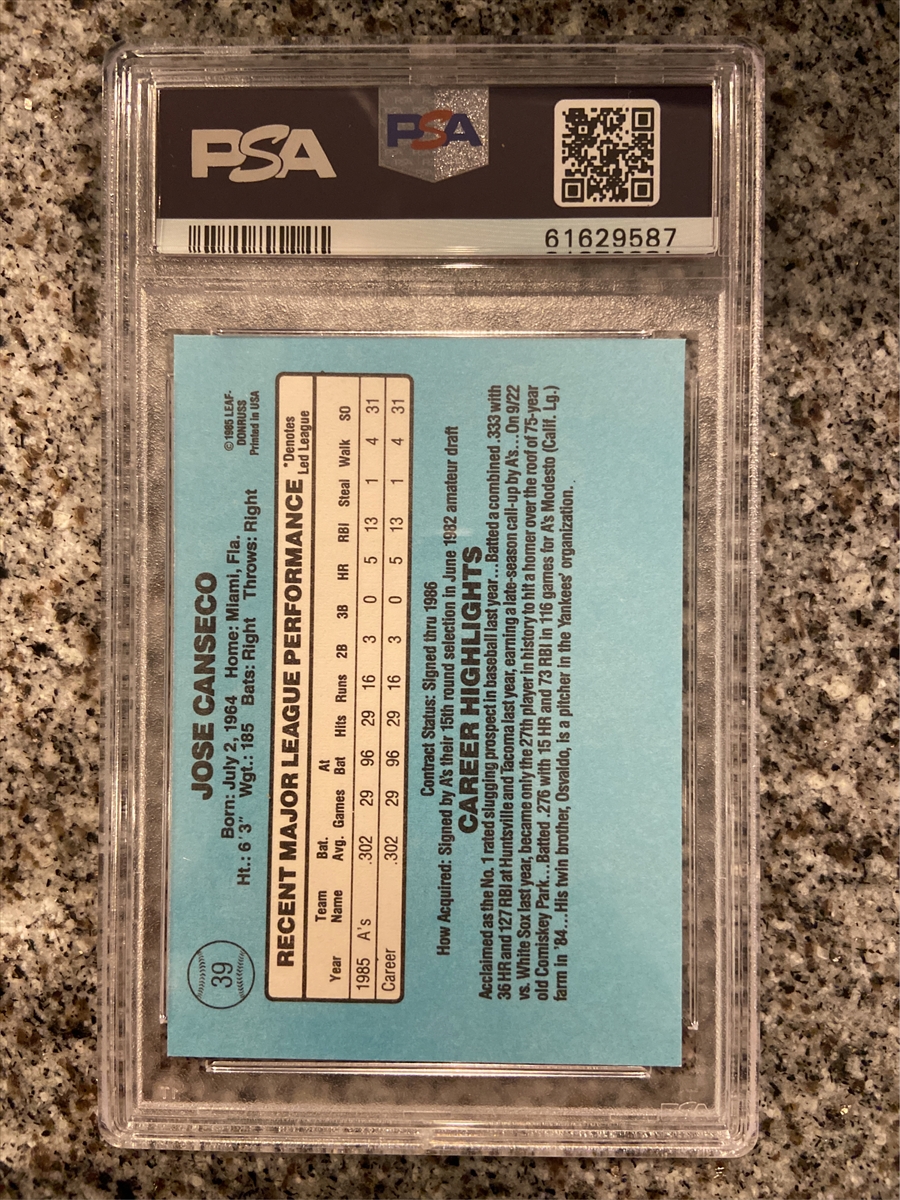 PSA
PSA
61629587
39
JOSE CANSECO
©1985 LEAF-
DONRUSS
Printed in USA
Born: July 2, 1964 Home: Miami, Fla.
Ht.: 6'3" Wgt.: 185 Bats: Right Throws: Right
RECENT MAJOR LEAGUE PERFORMANCE
*Denotes
Led League
Year Team Name Bat. Avg. Games At Bat Hits Runs 2B 3B HR RBI Steal Walk SO
1985 A's .302 29 96 29 16 3 0 5 13 1 4 31
Career .302 29 96 29 16 3 0 5 13 1 4 31
Contract Status: Signed thru 1986
How Acquired: Signed by A's their 15th round selection in June 1982 amateur draft
CAREER HIGHLIGHTS
Acclaimed as the No. 1 rated slugging prospect in baseball last year...Batted a combined .333 with
36 HR and 127 RBI at Huntsville and Tacoma last year, earning a late-season call-up by A's...On 9/22
vs. White Sox last year, became only the 27th player in history to hit a homer over the roof of 75-year
old Comiskey Park...Batted .276 with 15 HR and 73 RBI in 116 games for A's Modesto (Calif. Lg.)
farm in '84...His twin brother, Osvaldo, is a pitcher in the Yankees' organization.
PSA